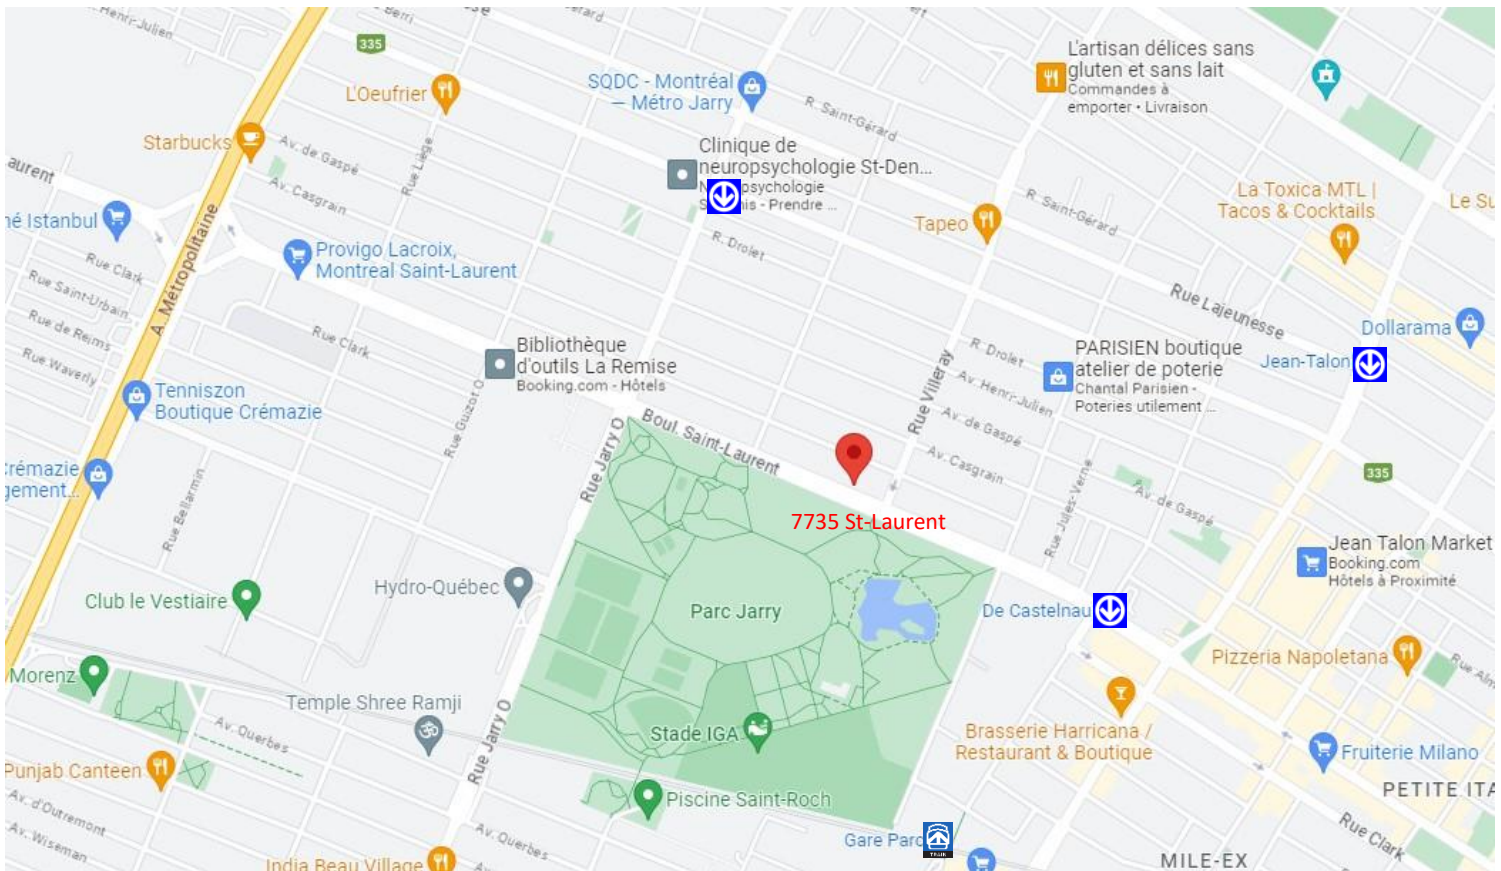 Henri-Julien
335
R. Berri
L'Oeufrier
SQDC - Montréal
– Métro Jarry
R. Saint-Gérard
L'artisan délices sans
gluten et sans lait
Commandes à
emporter • Livraison
Starbucks
Av. de Gaspé
Rue Liège
Av. Casgrain
Clinique de
neuropsychologie St-Den...
psychologie
nis - Prendre ...
aurent
né Istanbul
Rue Clark
Rue Saint-Urbain
Rue de Reims
Rue Waverly
A. Métropolitaine
Provigo Lacroix,
Montreal Saint-Laurent
Rue Clark
R. Drolet
Tapeo
R. Saint-Gérard
La Toxica MTL |
Tacos & Cocktails
Le Su
Rue Lajeunesse
Dollarama
Jean-Talon
Bibliothèque
d'outils La Remise
Booking.com - Hôtels
Rue Guizot O
Tenniszon
Boutique Crémazie
R. Drolet
Av. Henri-Julien
Av. de Gaspé
Av. Casgrain
Rue Villeray
PARISIEN boutique
atelier de poterie
Chantal Parisien -
Poteries utilement ...
Boul. Saint-Laurent
Rue Jarry O
Crémazie
gement...
Rue Bellarmin
335
7735 St-Laurent
Rue Jules-Verne
Av. de Gaspé
Jean Talon Market
Booking.com
Hôtels à Proximité
Hydro-Québec
Club le Vestiaire
Parc Jarry
De Castelnau
Pizzeria Napoletana
Rue Alm
Morenz
Temple Shree Ramji
Av. Querbes
Rue Jarry O
Stade IGA
Brasserie Harricana /
Restaurant & Boutique
Fruiterie Milano
Punjab Canteen
Piscine Saint-Roch
PETITE ITA
Av. d'Outremont
Av. Wiseman
Av. Querbes
Gare Parc
TRAIN
Rue Clark
India Beau Village
MILE-EX